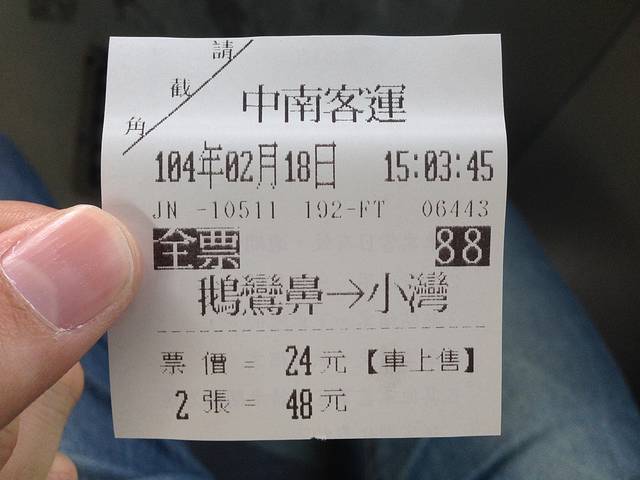 請截角
中南客運
104年02月18日 15:03:45
JN -10511 192-FT 06443
全票 88
鵝鸞鼻→小灣
票價 = 24元【車上售】
2張 = 48元